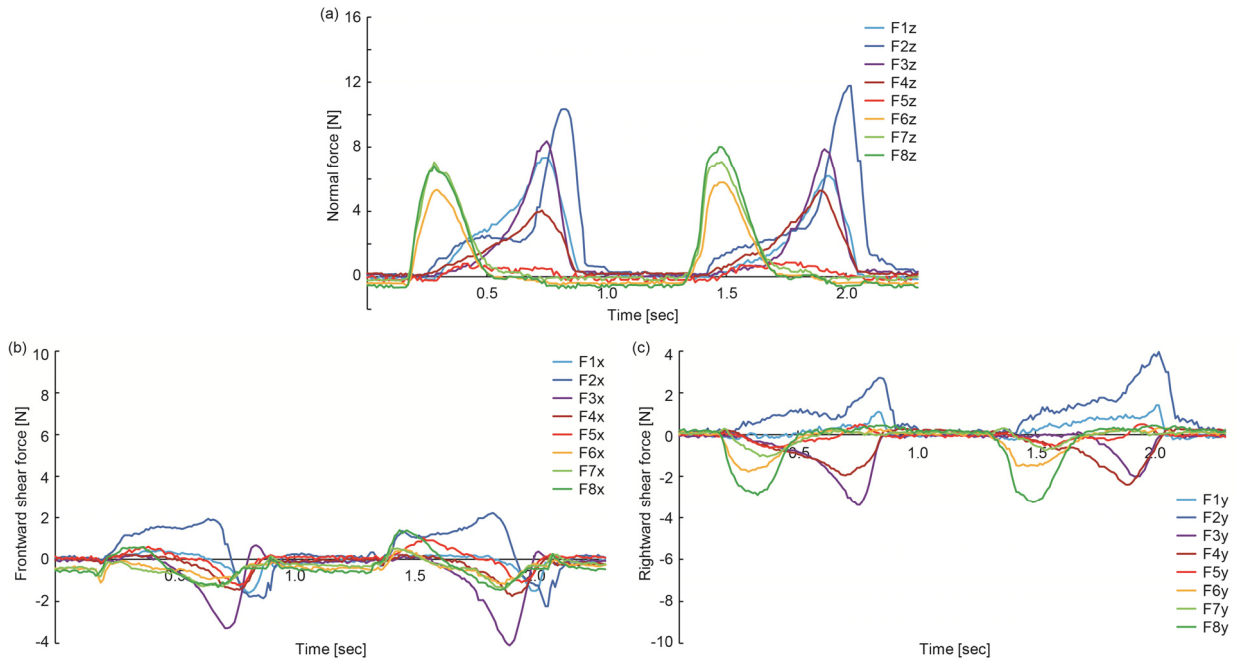 (a)
Normal force [N]
16
12
8
4
0
0.5
1.0
1.5
2.0
Time [sec]
F1z
F2z
F3z
F4z
F5z
F6z
F7z
F8z
(b)
Frontward shear force [N]
10
8
6
4
2
0
-2
-4
0.5
1.0
1.5
2.0
Time [sec]
F1x
F2x
F3x
F4x
F5x
F6x
F7x
F8x
(c)
Rightward shear force [N]
4
2
0
-2
-4
-6
-8
-10
0.5
1.0
1.5
2.0
Time [sec]
F1y
F2y
F3y
F4y
F5y
F6y
F7y
F8y